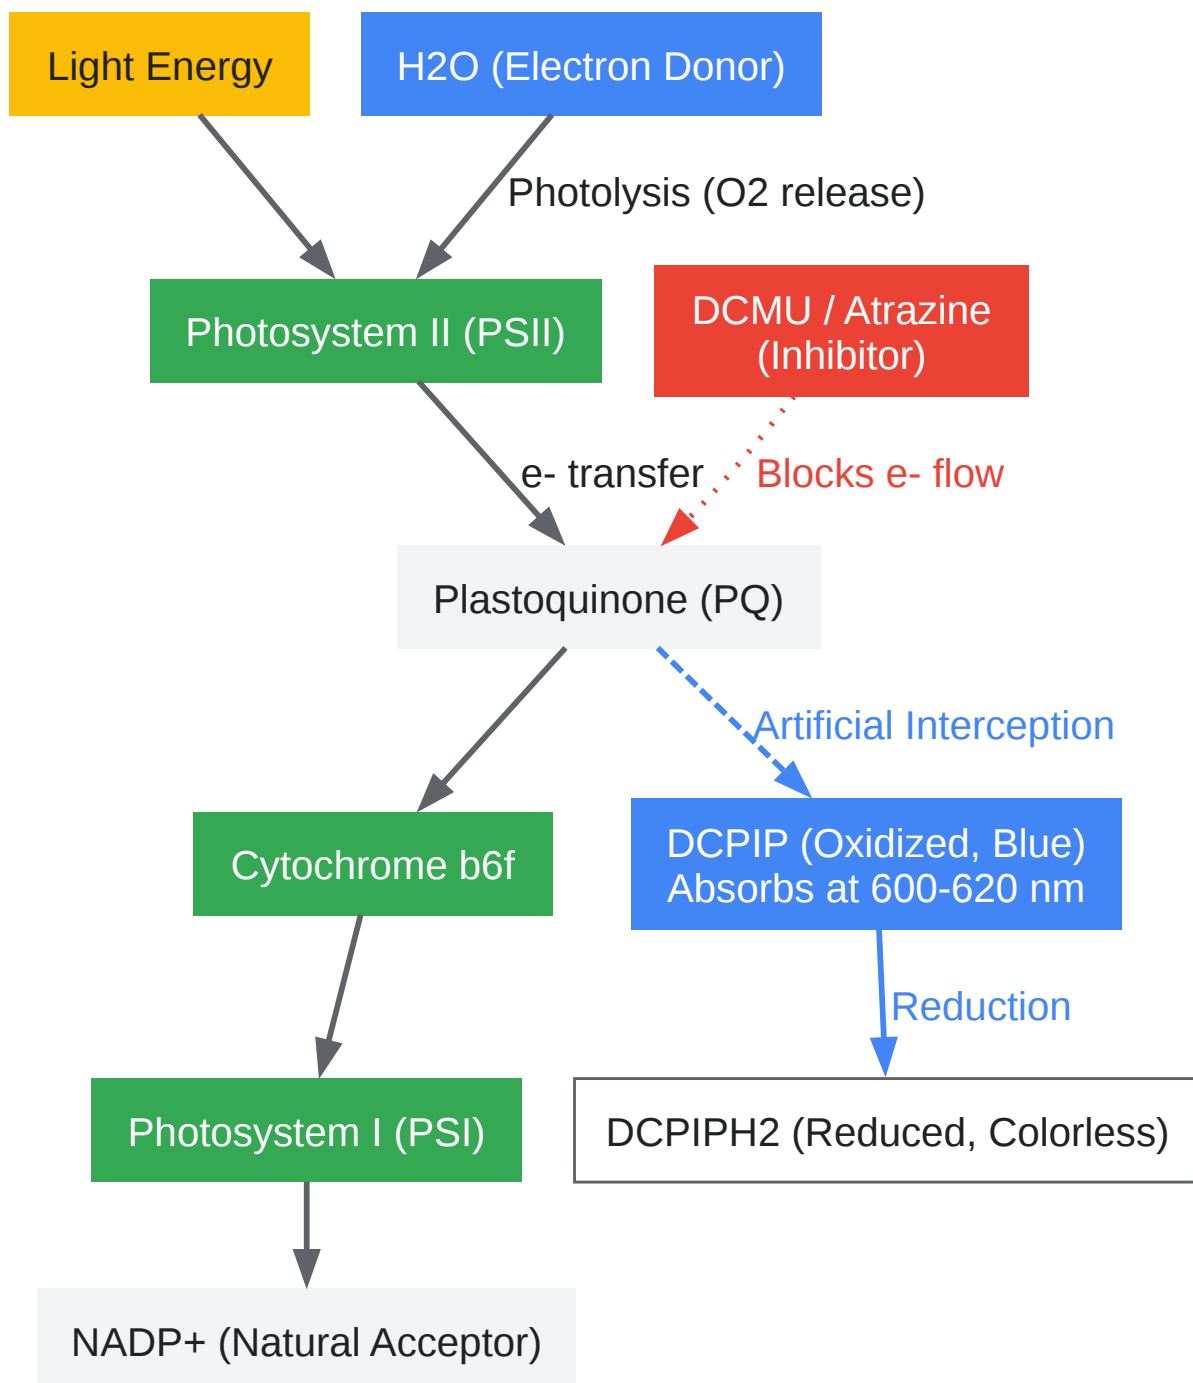 Light Energy
H2O (Electron Donor)
Photolysis (O2 release)
Photosystem II (PSII)
DCMU / Atrazine
(Inhibitor)
e- transfer
Blocks e- flow
Plastoquinone (PQ)
Artificial Interception
Cytochrome b6f
DCPIP (Oxidized, Blue)
Absorbs at 600-620 nm
Reduction
Photosystem I (PSI)
DCPIPH2 (Reduced, Colorless)
NADP+ (Natural Acceptor)